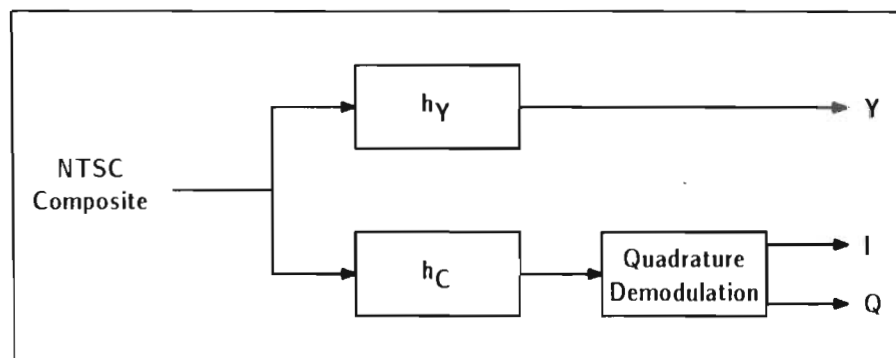 hY
Y
NTSC
Composite
hC
Quadrature
Demodulation
I
Q